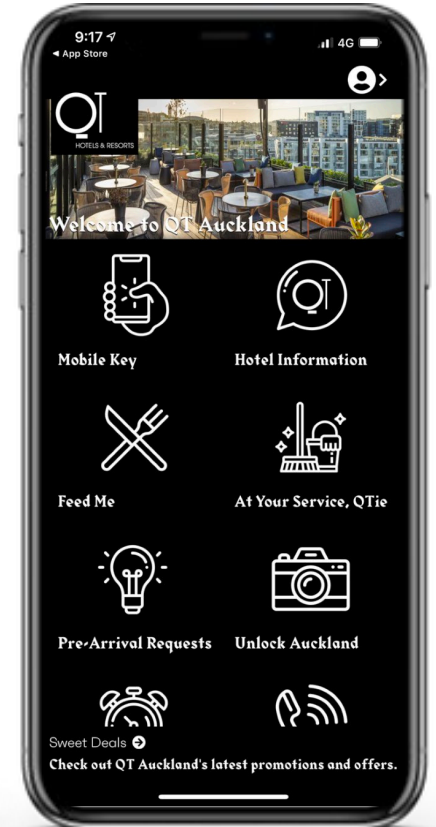 9:17
4G
App Store
QT
HOTELS & RESORTS
Welcome to QT Auckland
QT
Mobile Key
Hotel Information
Feed Me
At Your Service, QTie
Pre-Arrival Requests
Unlock Auckland
Sweet Deals
Check out QT Auckland's latest promotions and offers.